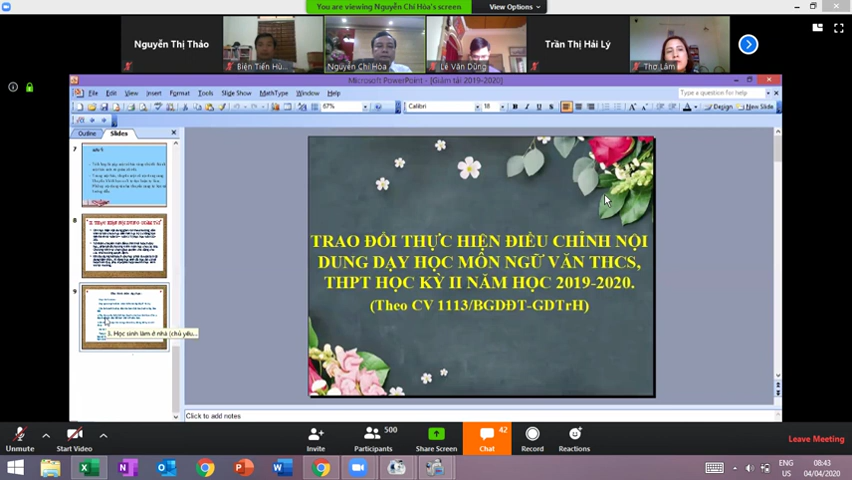 You are viewing Nguyễn Chí Hòa's screen
View Options
Nguyễn Thị Thảo
Biện Tiến Hù...
Nguyễn Chí Hòa
Lê Văn Dũng
Trần Thị Hải Lý
Thơ Lâm
Microsoft PowerPoint - [Giảm tải 2019-2020]
File Edit View Insert Format Tools Slide Show MathType Window Help
Type a question for help
67%
Calibri
18
B I U S
Design
New Slide
Outline
Slides
7
8
9
3. Học sinh làm ở nhà (chủ yếu...
TRAO ĐỔI THỰC HIỆN ĐIỀU CHỈNH NỘI
DUNG DẠY HỌC MÔN NGỮ VĂN THCS,
THPT HỌC KỲ II NĂM HỌC 2019-2020.
(Theo CV 1113/BGDĐT-GDTrH)
Click to add notes
Unmute
Start Video
Invite
500
Participants
Share Screen
42
Chat
Record
Reactions
Leave Meeting
ENG
US
08:43
04/04/2020